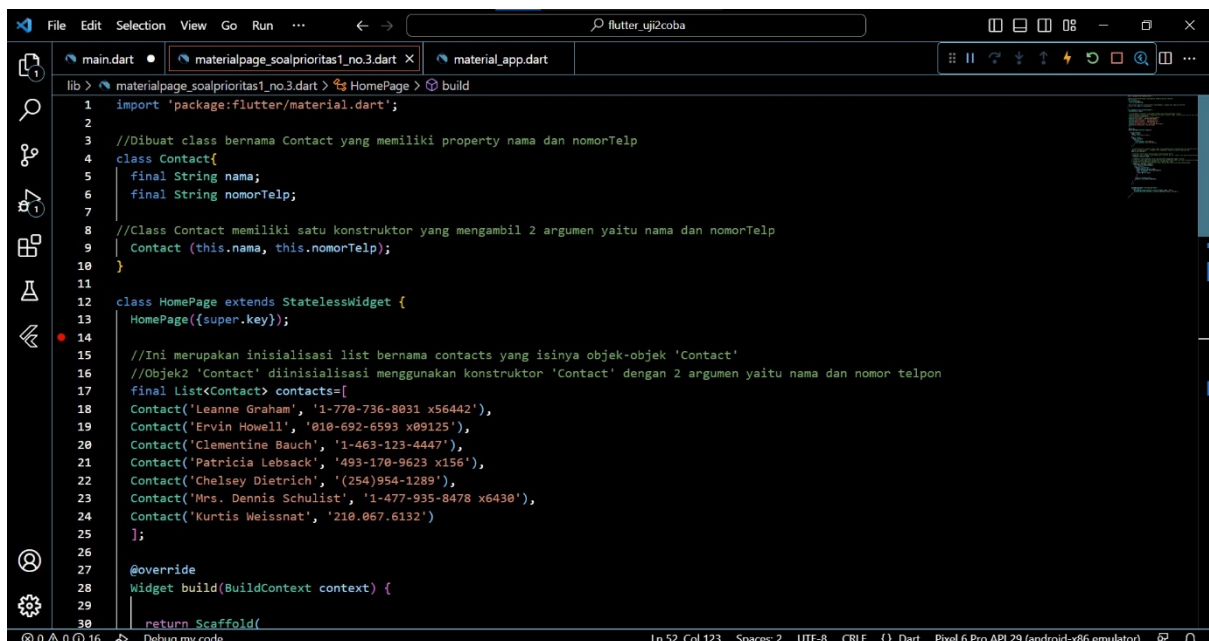 File Edit Selection View Go Run ... flutter_uji2coba
main.dart materialpage_soalprioritas1_no.3.dart material_app.dart
lib > materialpage_soalprioritas1_no.3.dart > HomePage > build
1 import 'package:flutter/material.dart';
2
3 //Dibuat class bernama Contact yang memiliki property nama dan nomorTelp
4 class Contact{
5 final String nama;
6 final String nomorTelp;
7
8 //Class Contact memiliki satu konstruktor yang mengambil 2 argumen yaitu nama dan nomorTelp
9 Contact (this.nama, this.nomorTelp);
10 }
11
12 class HomePage extends StatelessWidget {
13 HomePage({super.key});
14
15 //Ini merupakan inisialisasi list bernama contacts yang isinya objek-objek 'Contact'
16 //Objek2 'Contact' diinisialisasi menggunakan konstruktor 'Contact' dengan 2 argumen yaitu nama dan nomor telpon
17 final List<Contact> contacts=[
18 Contact('Leanne Graham', '1-770-736-8031 x56442'),
19 Contact('Ervin Howell', '010-692-6593 x09125'),
20 Contact('Clementine Bauch', '1-463-123-4447'),
21 Contact('Patricia Lebsack', '493-170-9623 x156'),
22 Contact('Chelsey Dietrich', '(254)954-1289'),
23 Contact('Mrs. Dennis Schulist', '1-477-935-8478 x6430'),
24 Contact('Kurtis Weissnat', '210.067.6132')
25 ];
26
27 @override
28 Widget build(BuildContext context) {
29
30 return Scaffold(
0 0 16 Debug my code Ln 52, Col 123 Spaces: 2 UTF-8 CRLF {} Dart Pixel 6 Pro API 29 (android-x86 emulator)